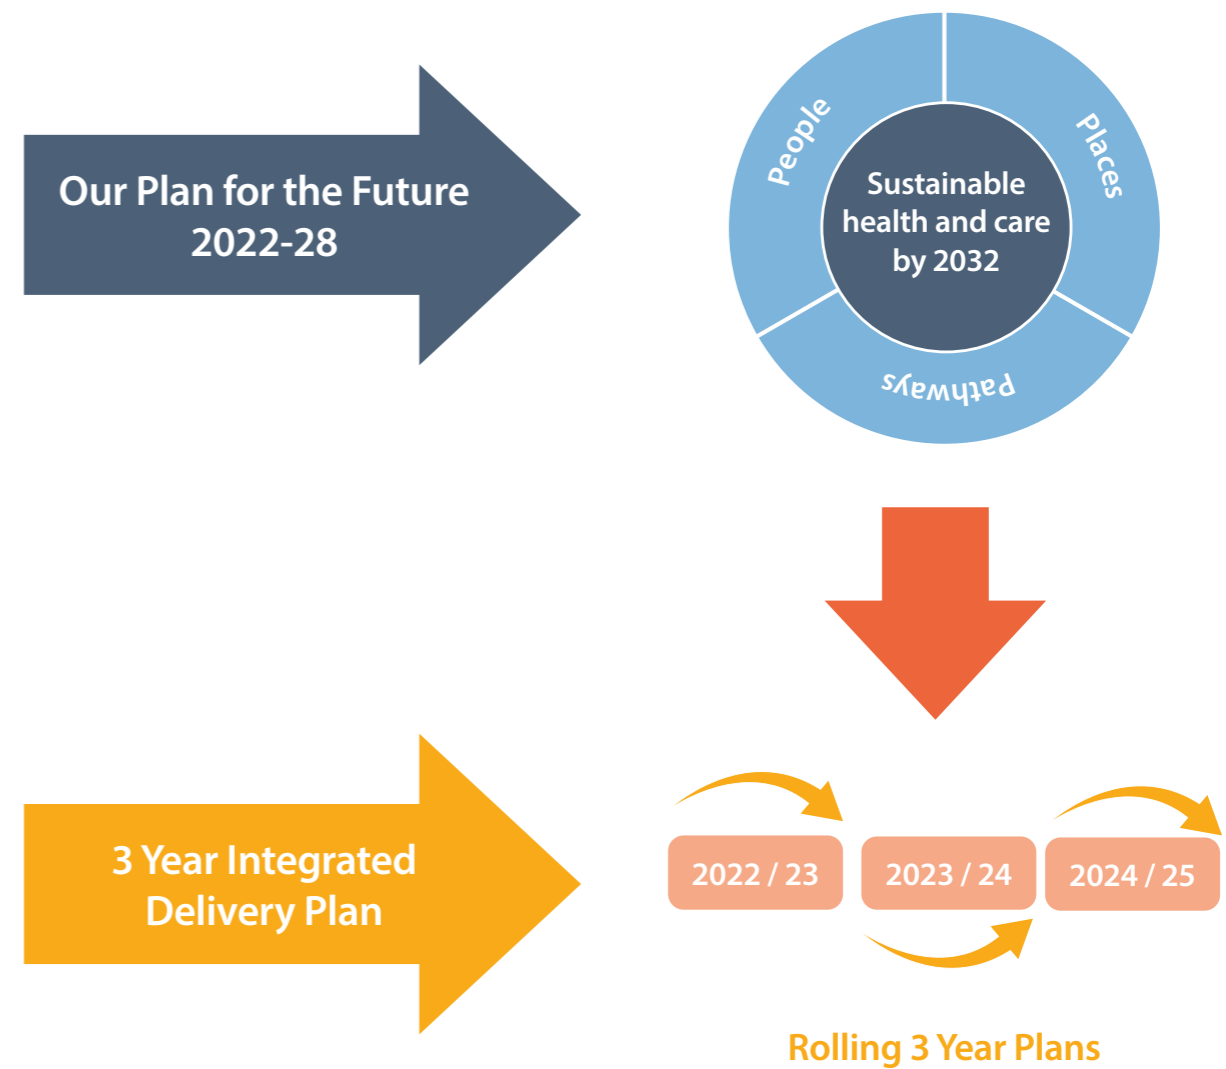 Our Plan for the Future
2022-28
People
Places
Sustainable
health and care
by 2032
Pathways
3 Year Integrated
Delivery Plan
2022 / 23
2023 / 24
2024 / 25
Rolling 3 Year Plans